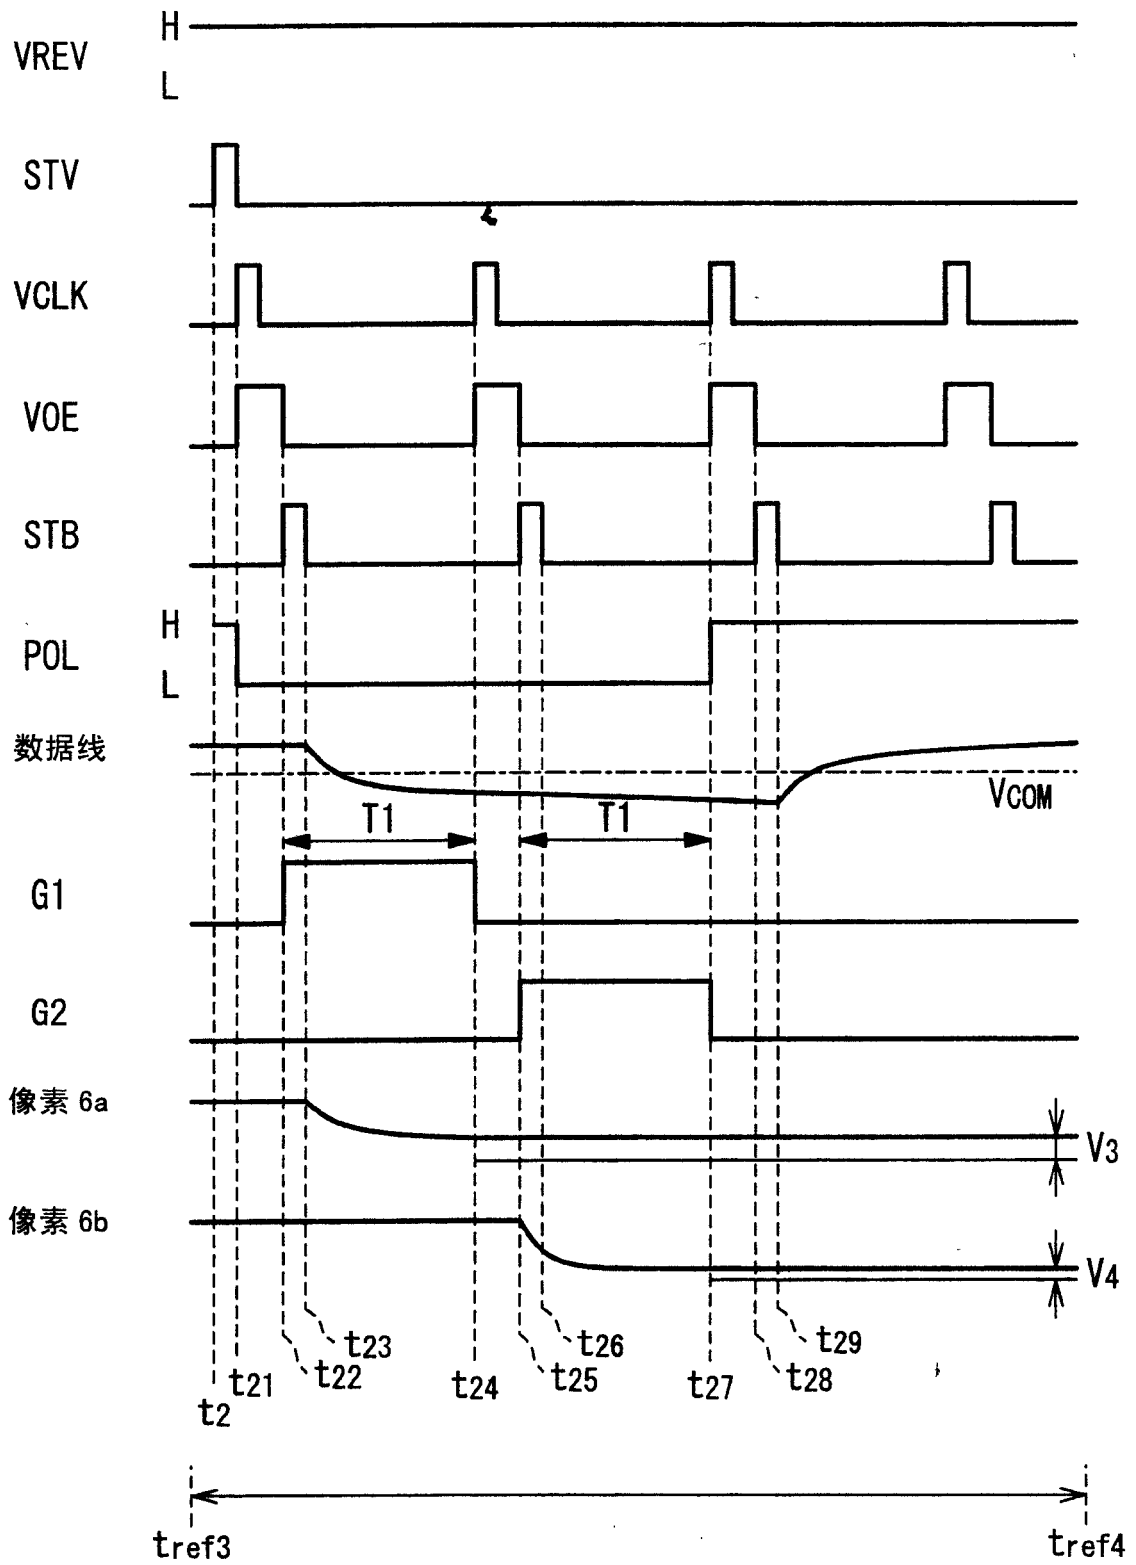 H
VREV
L
STV
VCLK
VOE
STB
H
POL
L
数据线
VCOM
T1 T1
G1
G2
像素 6a
V3
像素 6b
V4
t23 t26 t29
t22 t25 t28
t21 t24 t27
t2
tref3 tref4